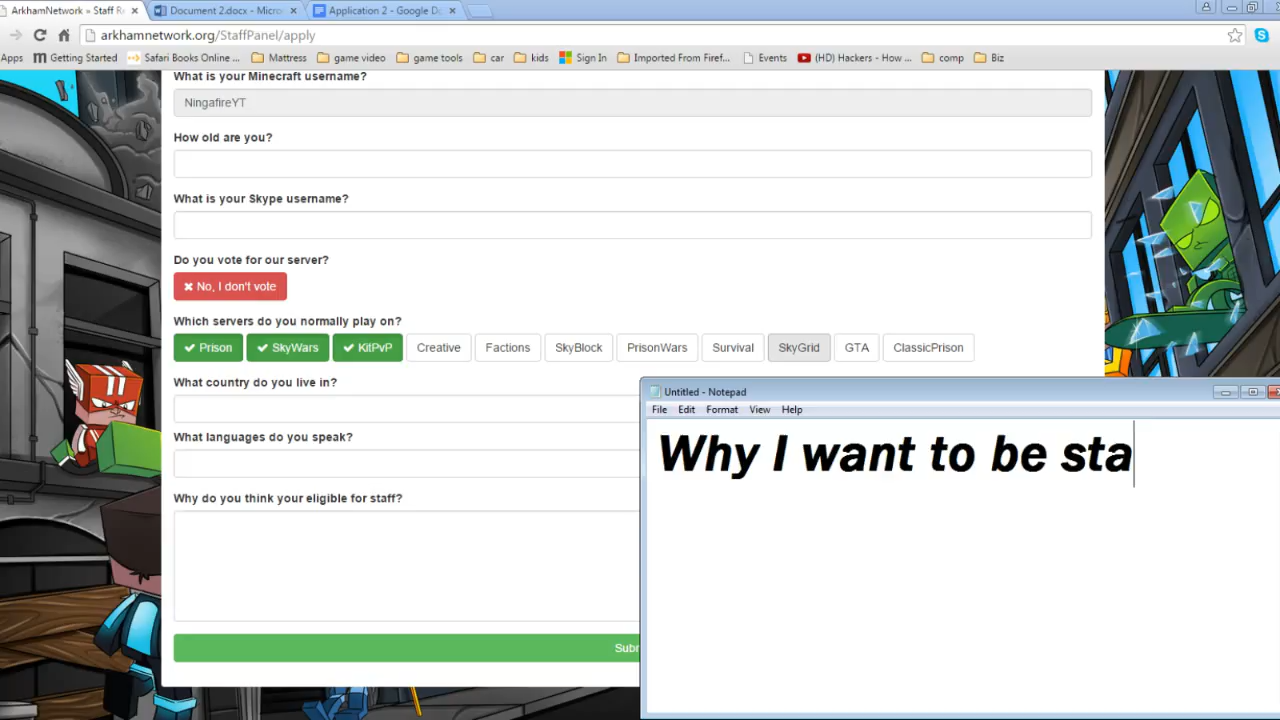 ArkhamNetwork » Staff R
Document 2.docx - Micro
Application 2 - Google Do
arkhamnetwork.org/StaffPanel/apply
Apps Getting Started Safari Books Online ... Mattress game video game tools car kids Sign In Imported From Firef... Events (HD) Hackers - How ... comp Biz
What is your Minecraft username?
NingafireYT
How old are you?
What is your Skype username?
Do you vote for our server?
No, I don't vote
Which servers do you normally play on?
Prison SkyWars KitPvP Creative Factions SkyBlock PrisonWars Survival SkyGrid GTA ClassicPrison
What country do you live in?
What languages do you speak?
Why do you think your eligible for staff?
Subr
Untitled - Notepad
File Edit Format View Help
Why I want to be sta